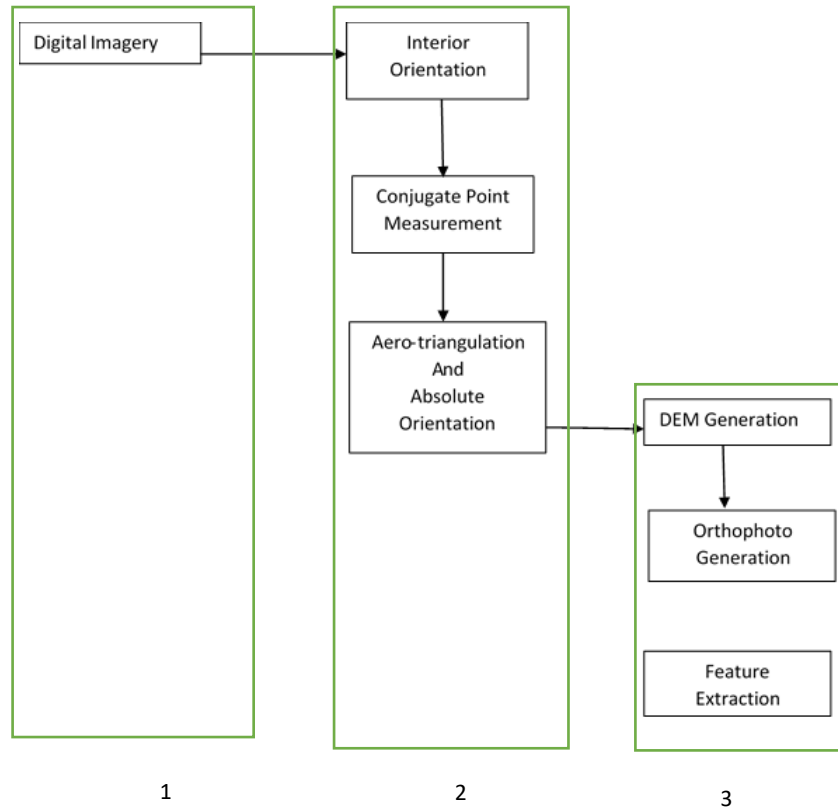 Digital Imagery
Interior
Orientation
Conjugate Point
Measurement
Aero-triangulation
And
Absolute
Orientation
DEM Generation
Orthophoto
Generation
Feature
Extraction
1
2
3